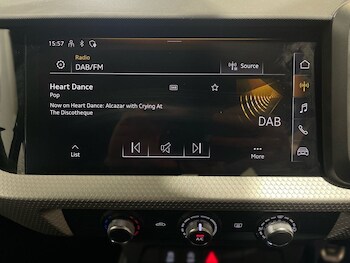 15:57
Radio
DAB/FM
Source
Heart Dance
Pop
Now on Heart Dance: Alcazar with Crying At
The Discotheque
DAB
List
More
A/C